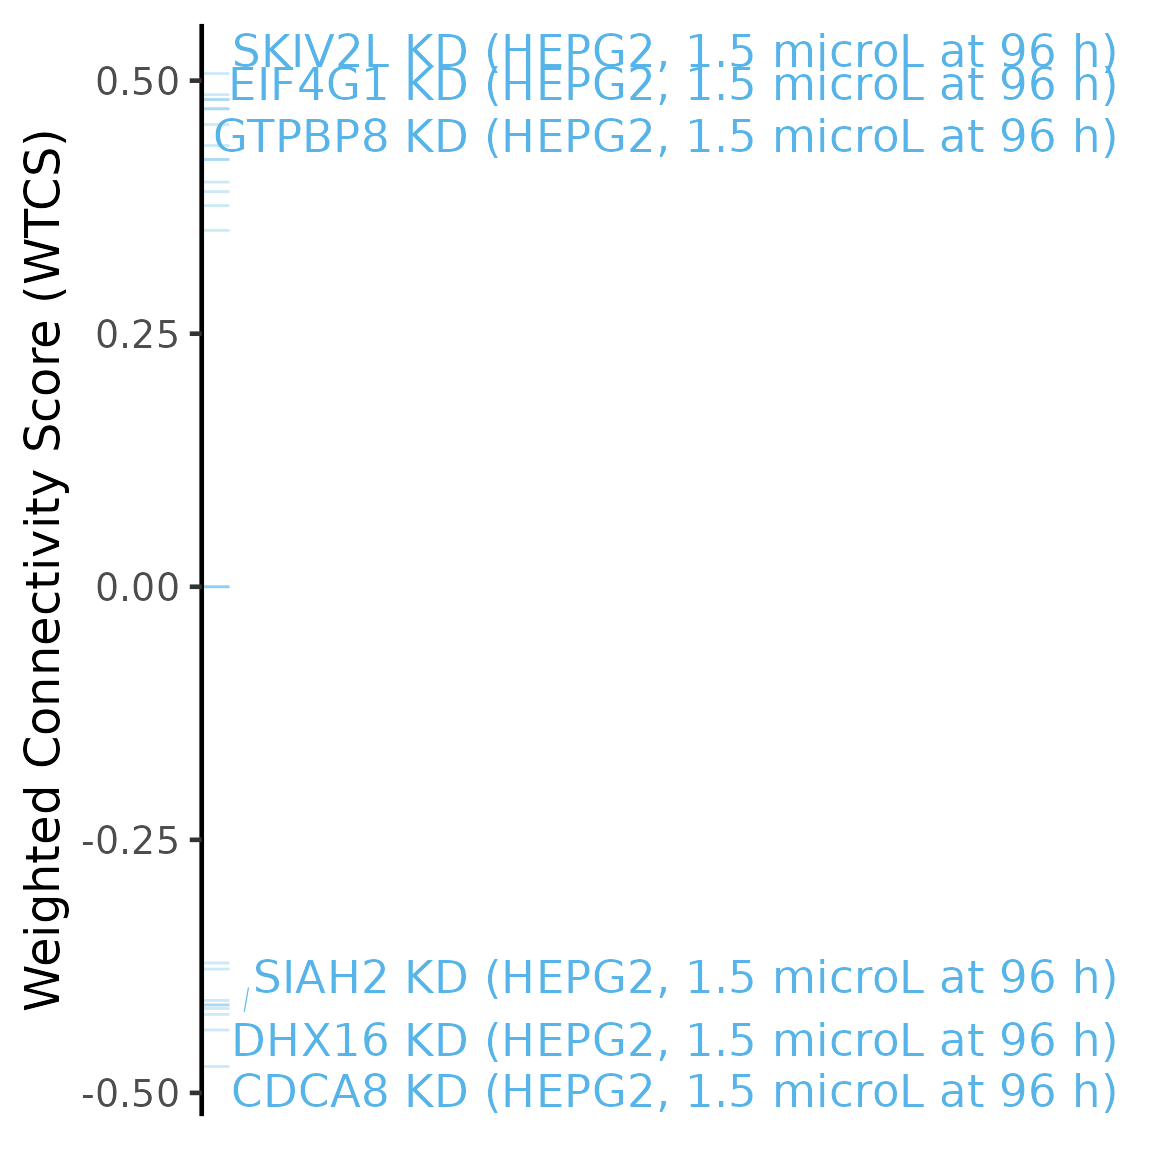 Weighted Connectivity Score (WTCS)
SKIV2L KD (HEPG2, 1.5 microL at 96 h)
0.50
EIF4G1 KD (HEPG2, 1.5 microL at 96 h)
GTPBP8 KD (HEPG2, 1.5 microL at 96 h)
0.25
0.00
-0.25
SIAH2 KD (HEPG2, 1.5 microL at 96 h)
DHX16 KD (HEPG2, 1.5 microL at 96 h)
-0.50
CDCA8 KD (HEPG2, 1.5 microL at 96 h)